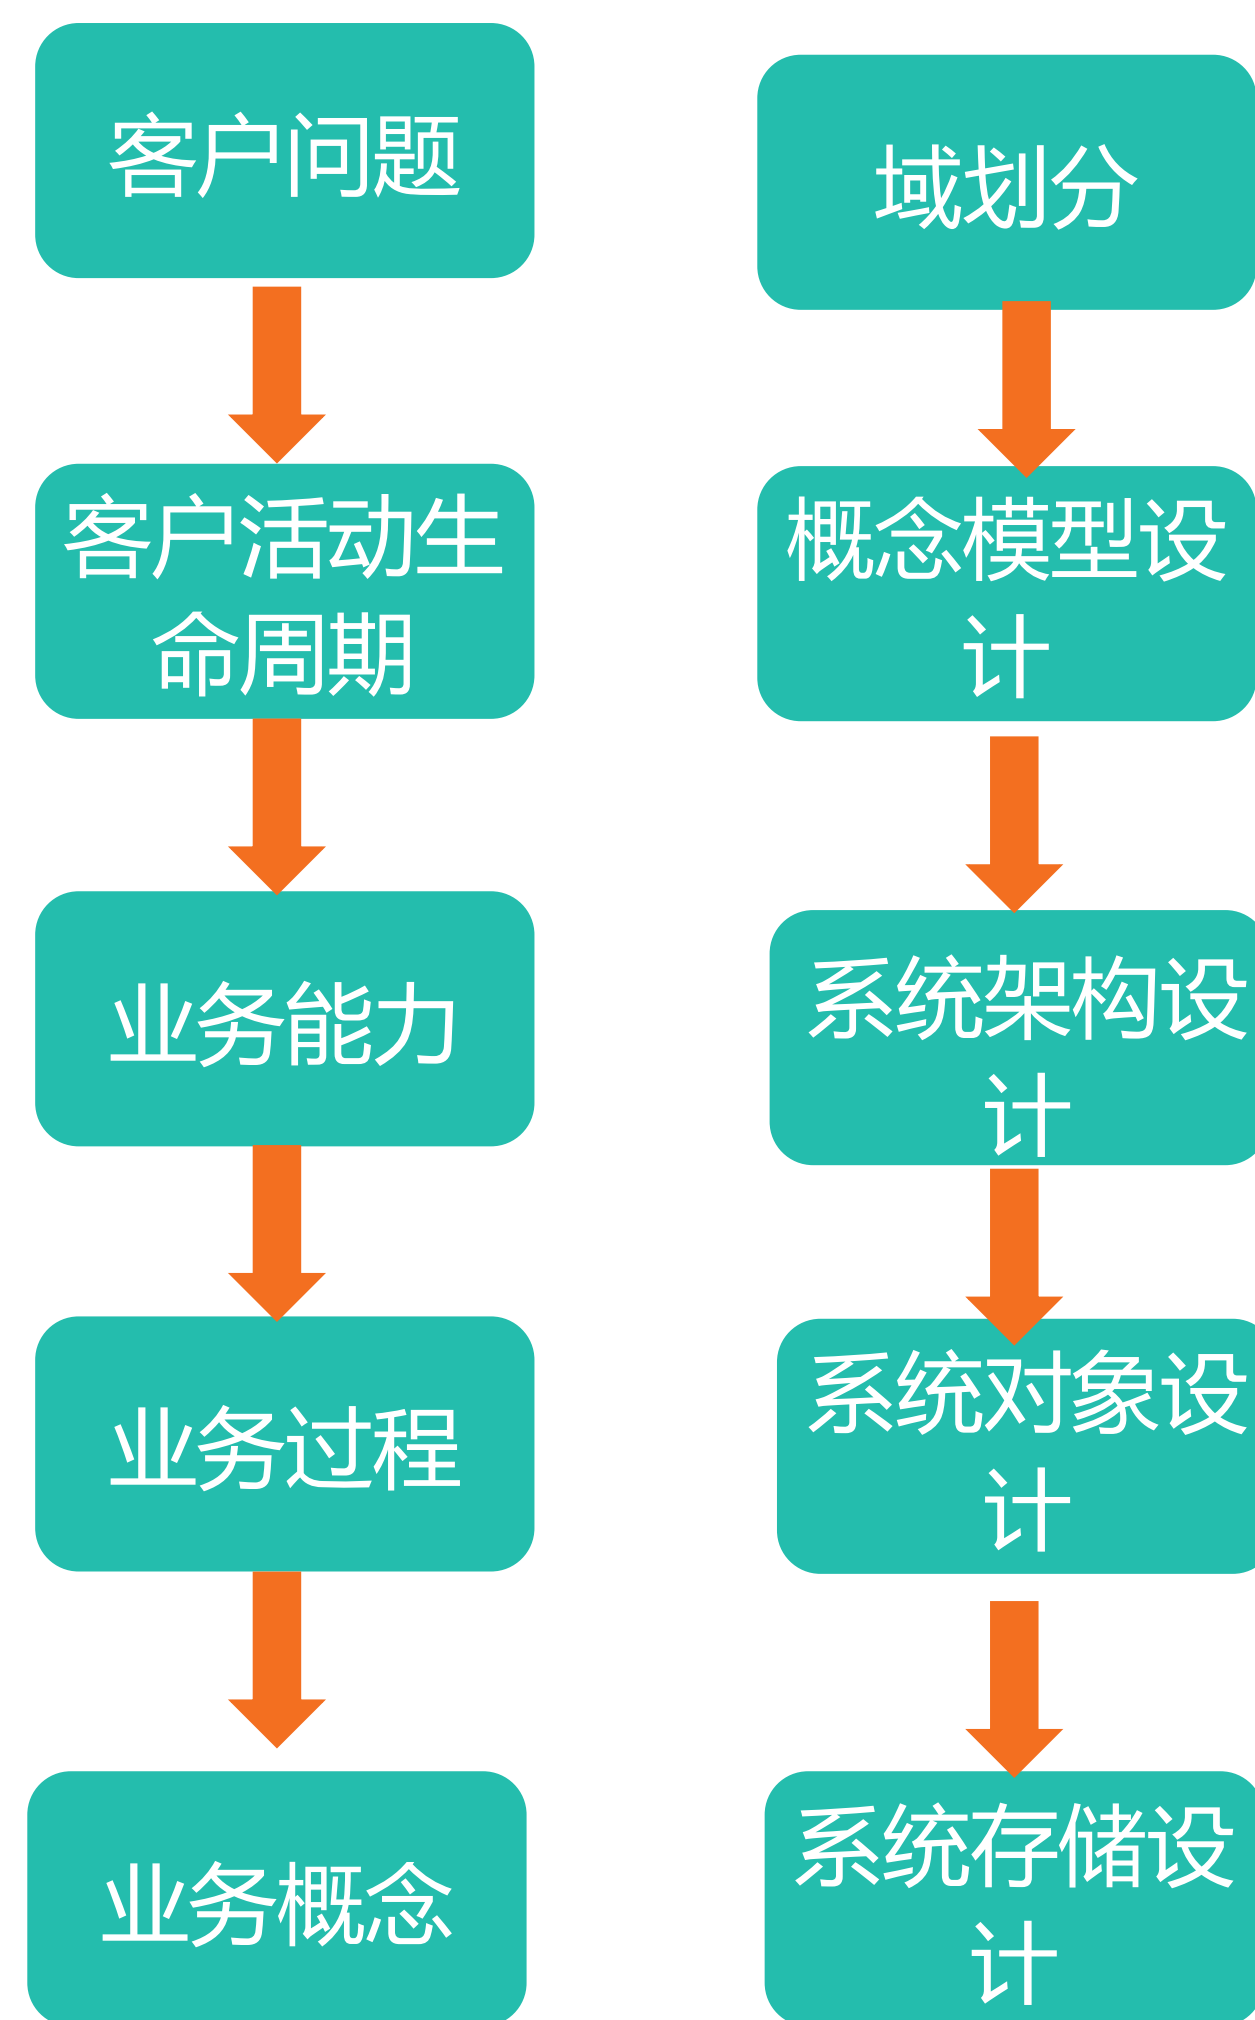 客户问题
客户活动生
命周期
业务能力
业务过程
业务概念
域划分
概念模型设
计
系统架构设
计
系统对象设
计
系统存储设
计